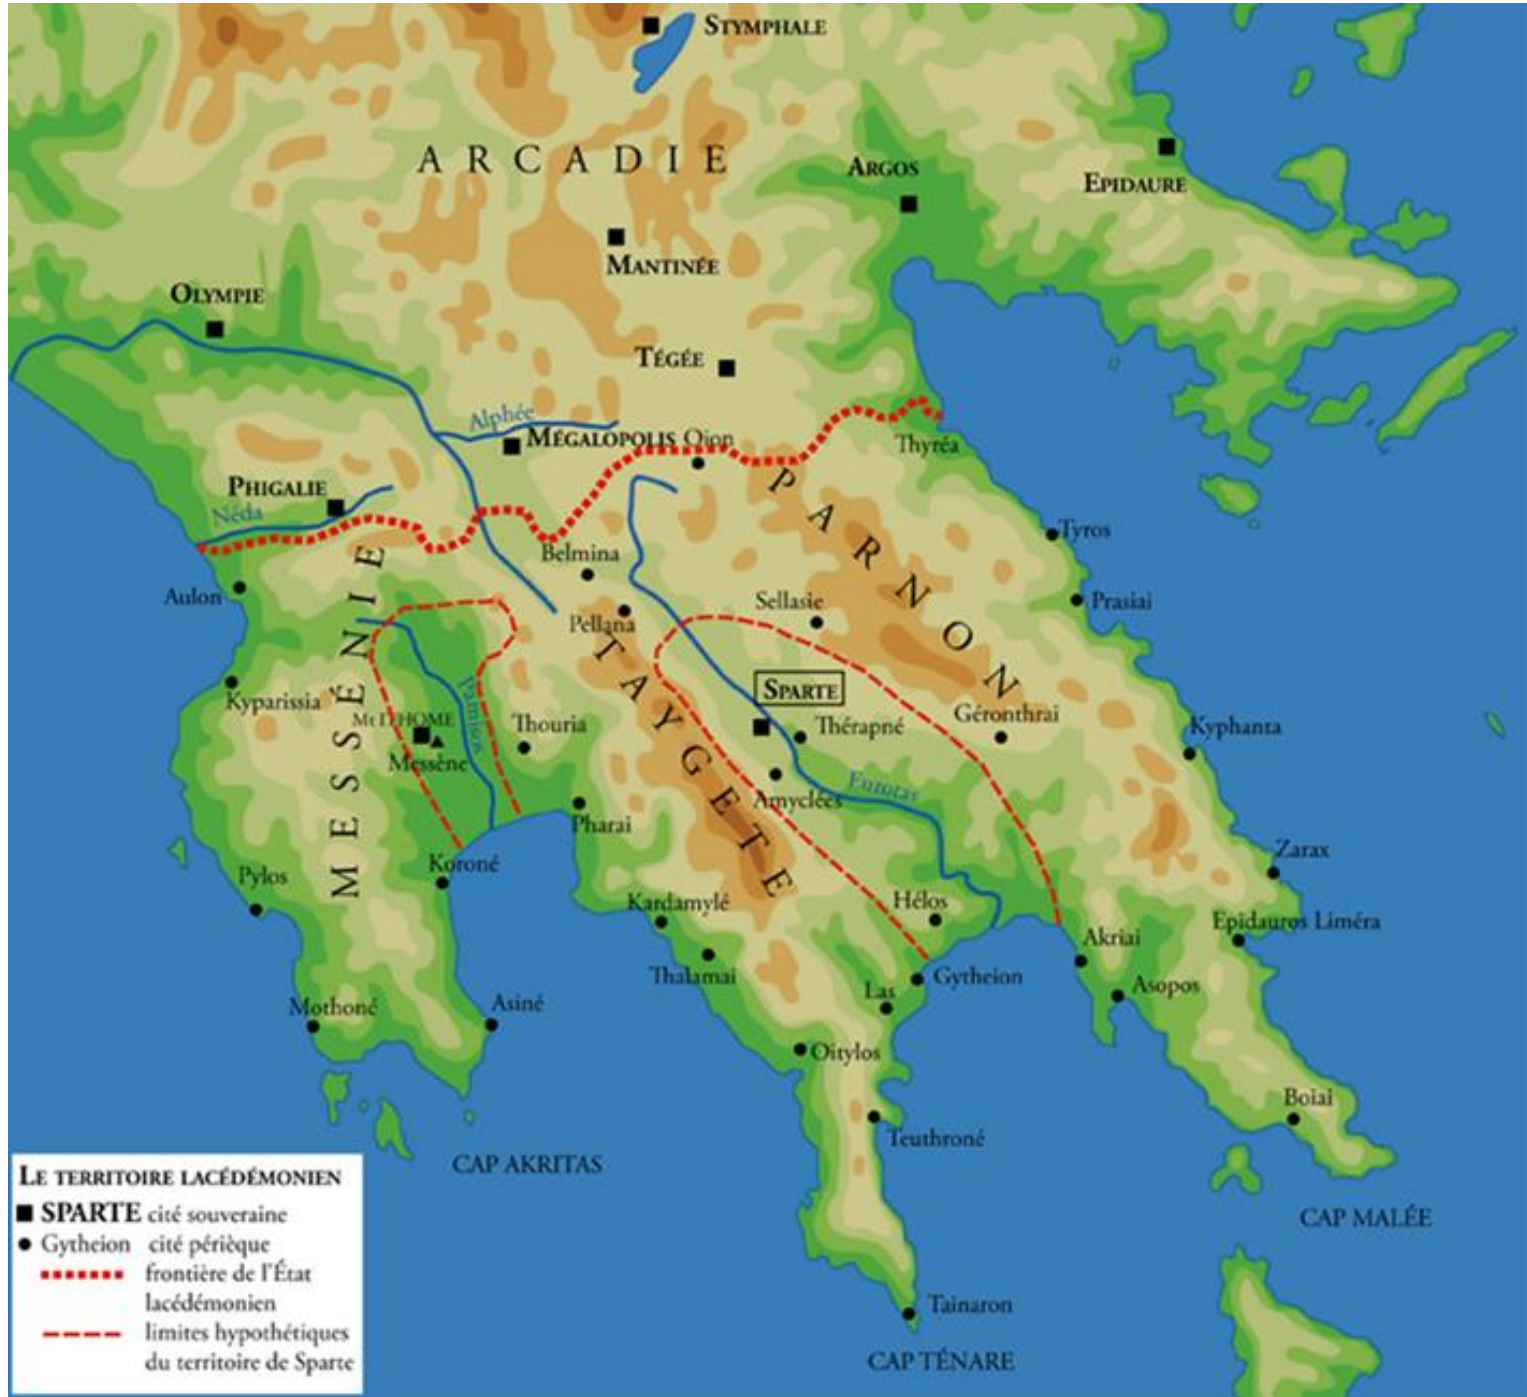 STYMPHALE
ARCADIE
ARGOS
EPIDAURE
MANTINÉE
OLYMPIE
TÉGÉE
Alphée
MÉGALOPOLIS Oion
Thyréa
PHIGALIE
Néda
PARNON
Tyros
Belmina
Aulon
Prasiai
Sellasie
Pellana
MESSÉNIE
TAYGETE
SPARTE
Kyparissia
Pamisos
Mt ITHOME
Thouria
Thérapné
Géronthrai
Kyphanta
Messène
Eurotas
Amyclées
Pharai
Koroné
Zarax
Pylos
Kardamylé
Hélos
Epidauros Liméra
Akriai
Thalamai
Las
Gytheion
Asopos
Mothoné
Asiné
Oitylos
Boiai
Teuthroné
CAP AKRITAS
CAP MALÉE
Tainaron
CAP TÉNARE
LE TERRITOIRE LACÉDÉMONIEN
SPARTE cité souveraine
Gytheion cité périèque
frontière de l'État
lacédémonien
limites hypothétiques
du territoire de Sparte